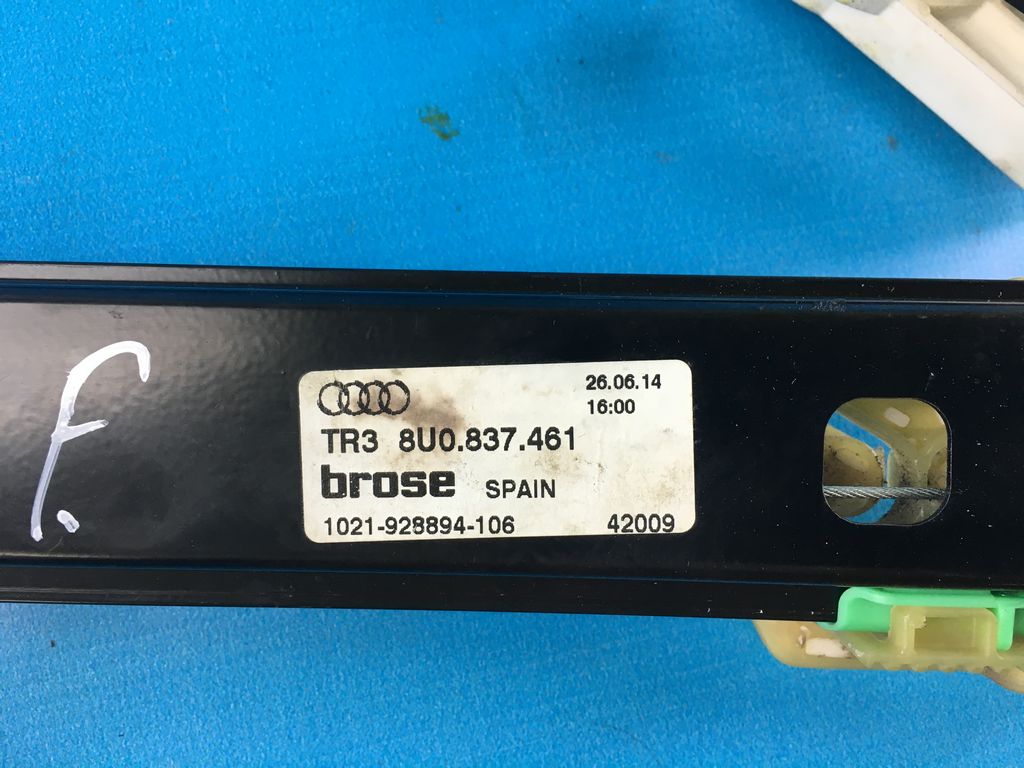 f.
26.06.14
16:00
TR3 8U0.837.461
brose SPAIN
1021-928894-106 42009